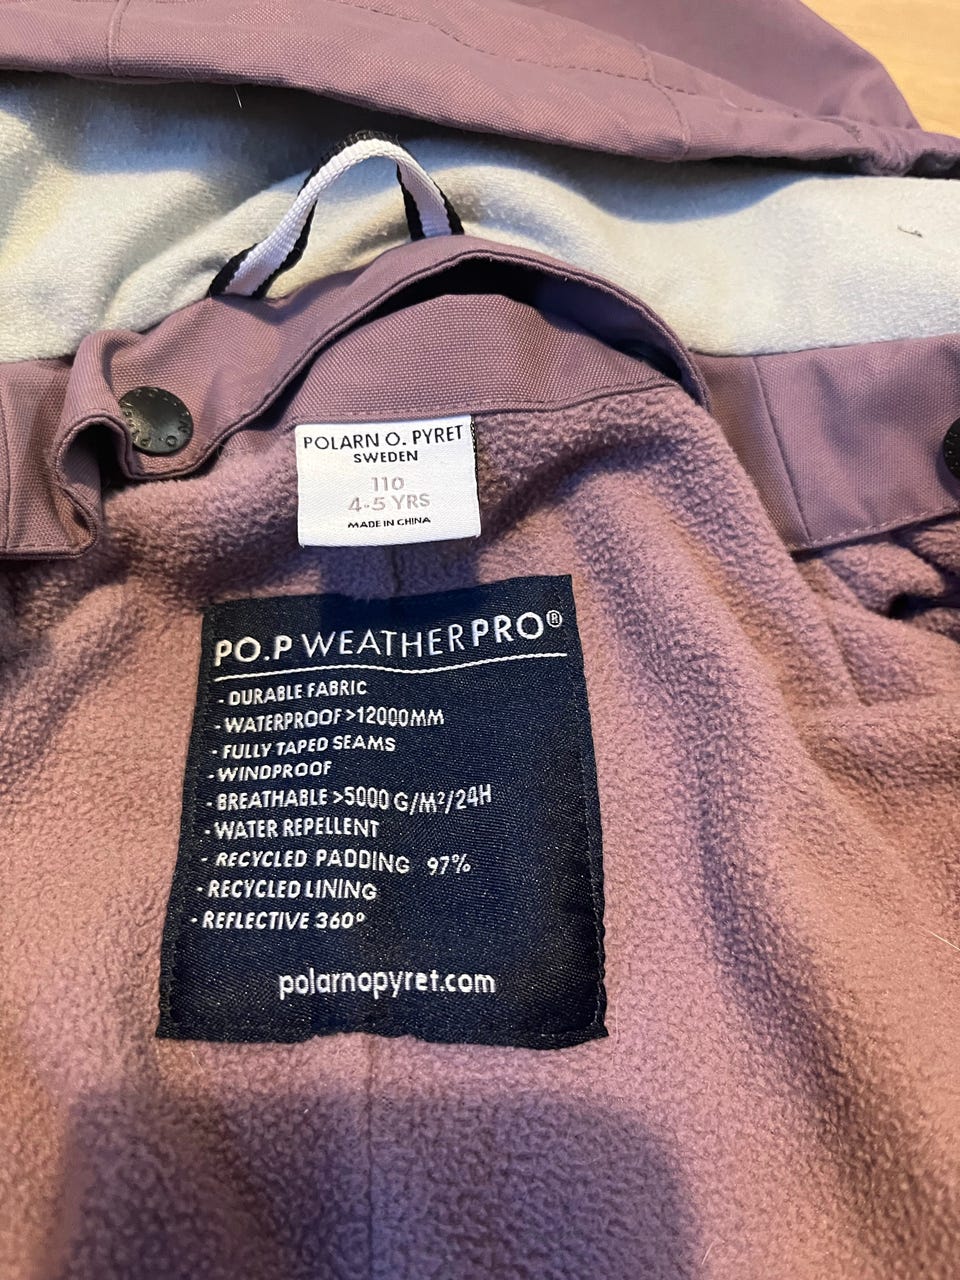 POLARN O. PYRET
SWEDEN
110
4-5 YRS
MADE IN CHINA
PO.P WEATHERPRO®
- DURABLE FABRIC
- WATERPROOF >12000MM
- FULLY TAPED SEAMS
- WINDPROOF
- BREATHABLE >5000 G/M²/24H
- WATER REPELLENT
- RECYCLED PADDING 97%
- RECYCLED LINING
- REFLECTIVE 360°
polarnopyret.com